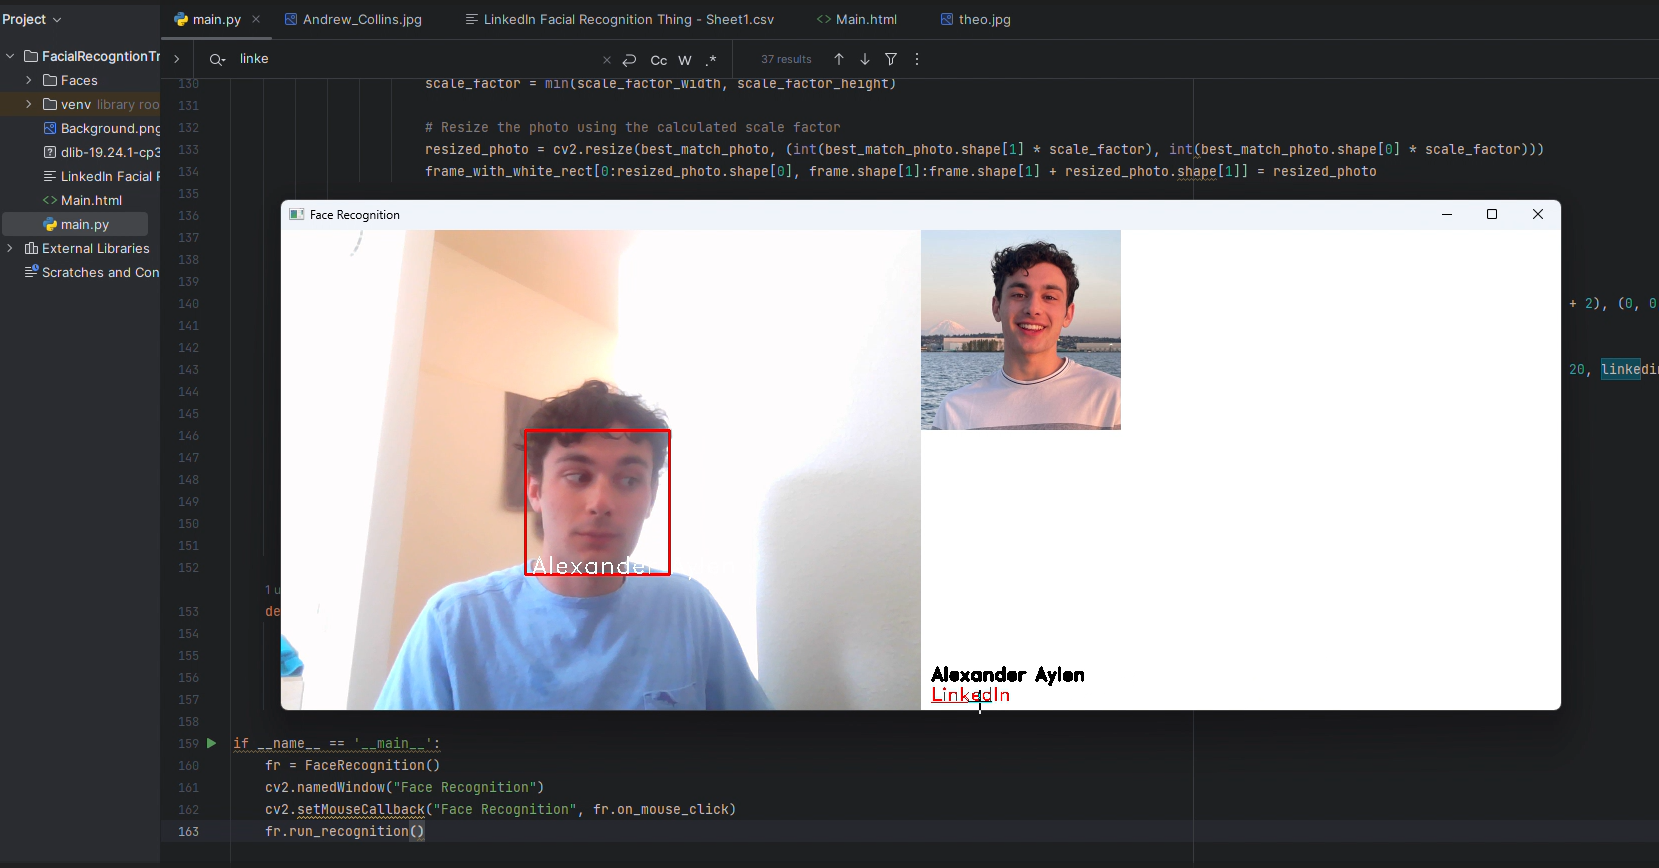 Project
main.py
Andrew_Collins.jpg
LinkedIn Facial Recognition Thing - Sheet1.csv
<> Main.html
theo.jpg
FacialRecogntionTr
linke
Cc W .*
37 results
Faces
venv library roo
Background.png
dlib-19.24.1-cp3
LinkedIn Facial R
<> Main.html
main.py
External Libraries
Scratches and Con
130 scale_factor = min(scale_factor_width, scale_factor_height)
131
132 # Resize the photo using the calculated scale factor
133 resized_photo = cv2.resize(best_match_photo, (int(best_match_photo.shape[1] * scale_factor), int(best_match_photo.shape[0] * scale_factor)))
134 frame_with_white_rect[0:resized_photo.shape[0], frame.shape[1]:frame.shape[1] + resized_photo.shape[1]] = resized_photo
135
136
137
138
139
140 + 2), (0, 0
141
142
143 20, linkedin
144
145
146
147
148
149
150
151
152
1 u
153 de
154
155
156
157
158
159 if __name__ == '__main__':
160 fr = FaceRecognition()
161 cv2.namedWindow("Face Recognition")
162 cv2.setMouseCallback("Face Recognition", fr.on_mouse_click)
163 fr.run_recognition()
Face Recognition
Alexander
Alexander Aylen
LinkedIn